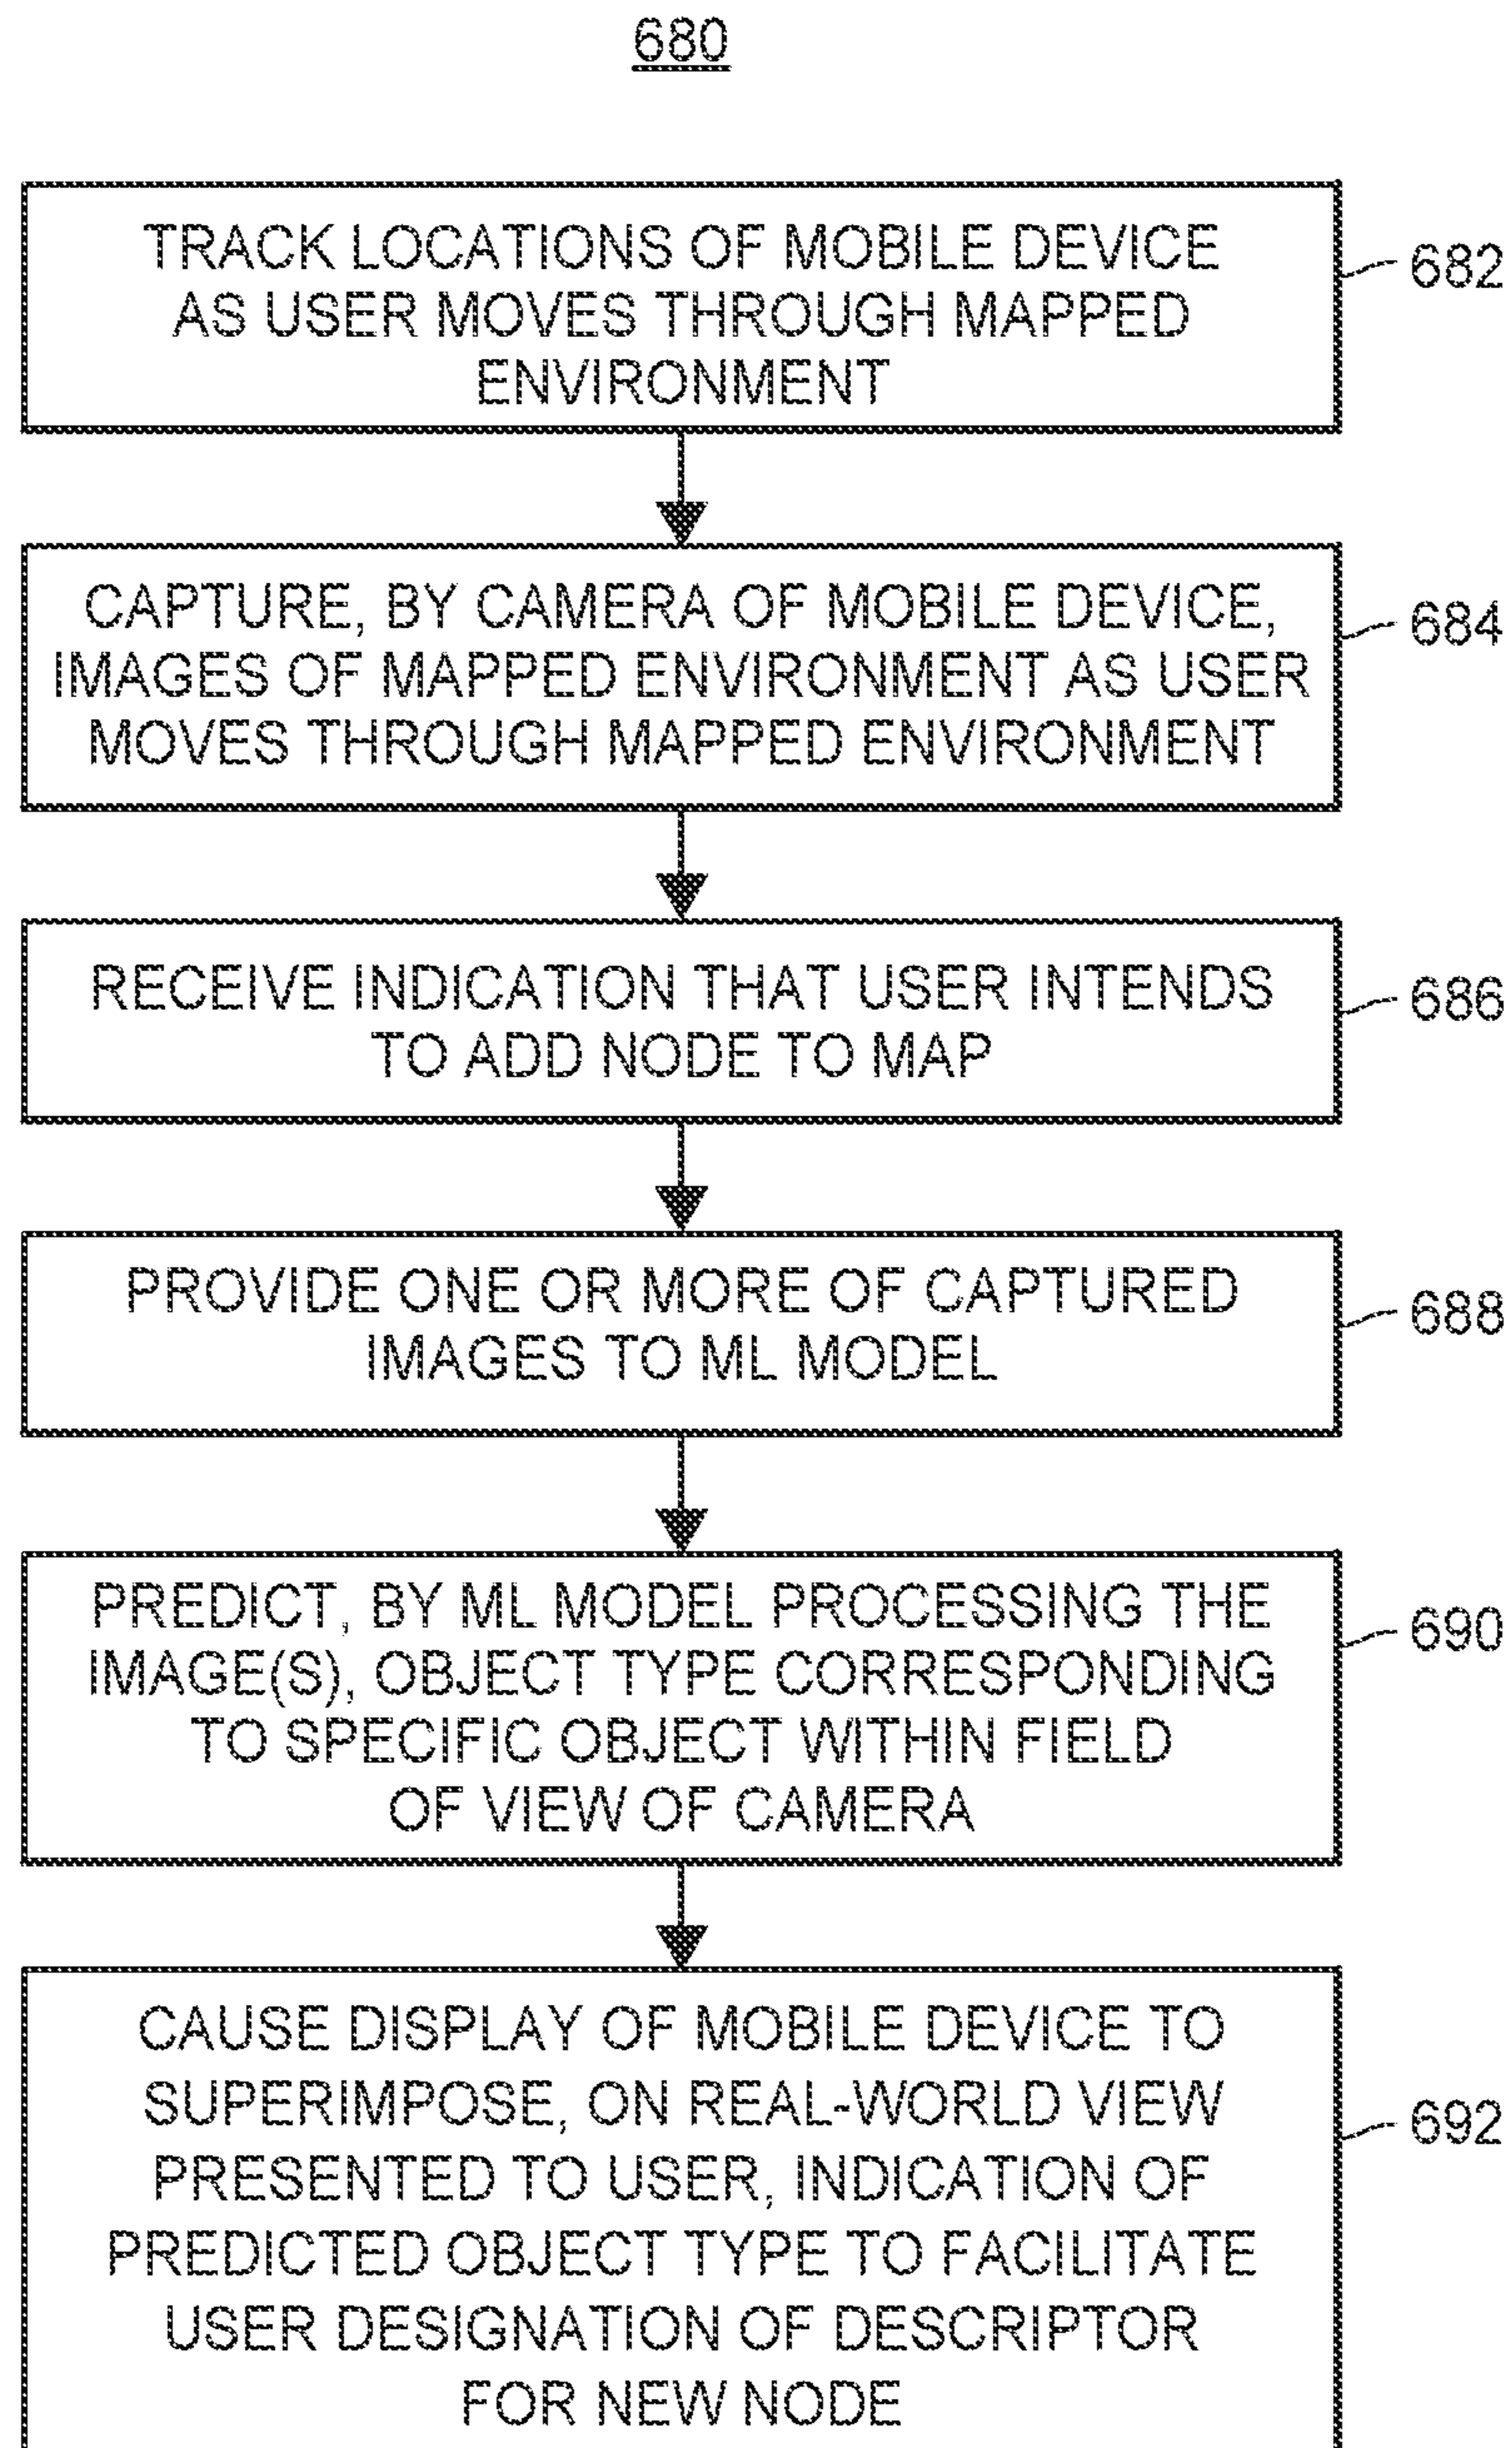 680
TRACK LOCATIONS OF MOBILE DEVICE
AS USER MOVES THROUGH MAPPED
ENVIRONMENT
682
CAPTURE, BY CAMERA OF MOBILE DEVICE,
IMAGES OF MAPPED ENVIRONMENT AS USER
MOVES THROUGH MAPPED ENVIRONMENT
684
RECEIVE INDICATION THAT USER INTENDS
TO ADD NODE TO MAP
686
PROVIDE ONE OR MORE OF CAPTURED
IMAGES TO ML MODEL
688
PREDICT, BY ML MODEL PROCESSING THE
IMAGE(S), OBJECT TYPE CORRESPONDING
TO SPECIFIC OBJECT WITHIN FIELD
OF VIEW OF CAMERA
690
CAUSE DISPLAY OF MOBILE DEVICE TO
SUPERIMPOSE, ON REAL-WORLD VIEW
PRESENTED TO USER, INDICATION OF
PREDICTED OBJECT TYPE TO FACILITATE
USER DESIGNATION OF DESCRIPTOR
FOR NEW NODE
692